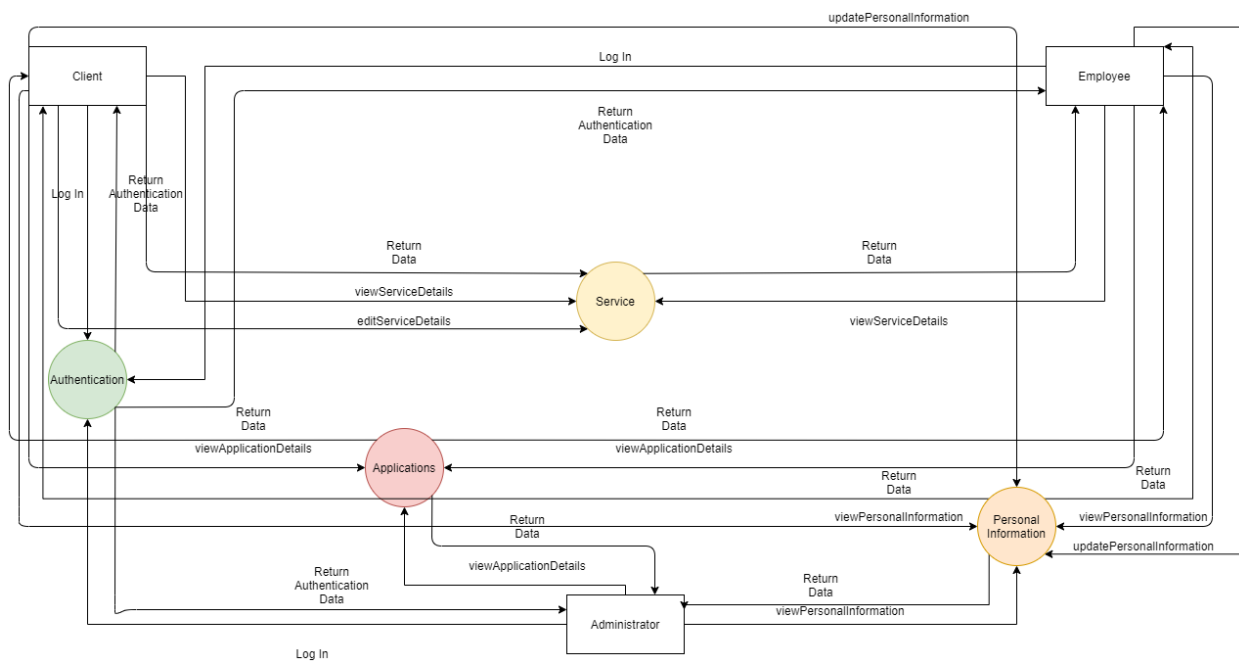 updatePersonalInformation
Log In
Client
Employee
Return
Authentication
Data
Log In
Return
Authentication
Data
Return
Data
Return
Data
viewServiceDetails
Service
editServiceDetails
viewServiceDetails
Authentication
Return
Data
Return
Data
viewApplicationDetails
viewApplicationDetails
Applications
Return
Data
Return
Data
Return
Data
viewPersonalInformation
Personal
Information
viewPersonalInformation
updatePersonalInformation
viewApplicationDetails
Return
Authentication
Data
Return
Data
viewPersonalInformation
Administrator
Log In